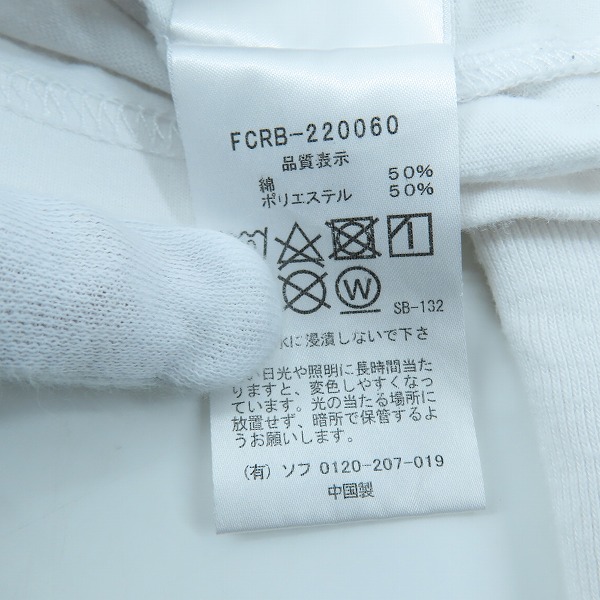 FCRB-220060
品質表示
綿 50%
ポリエステル 50%
W SB-132
に浸漬しないで下さ
日光や照明に長時間当た
りますと、変色しやすくなっ
ています。光の当たる場所に
放置せず、暗所で保管するよ
うお願いします。
(有) ソフ 0120-207-019
中国製